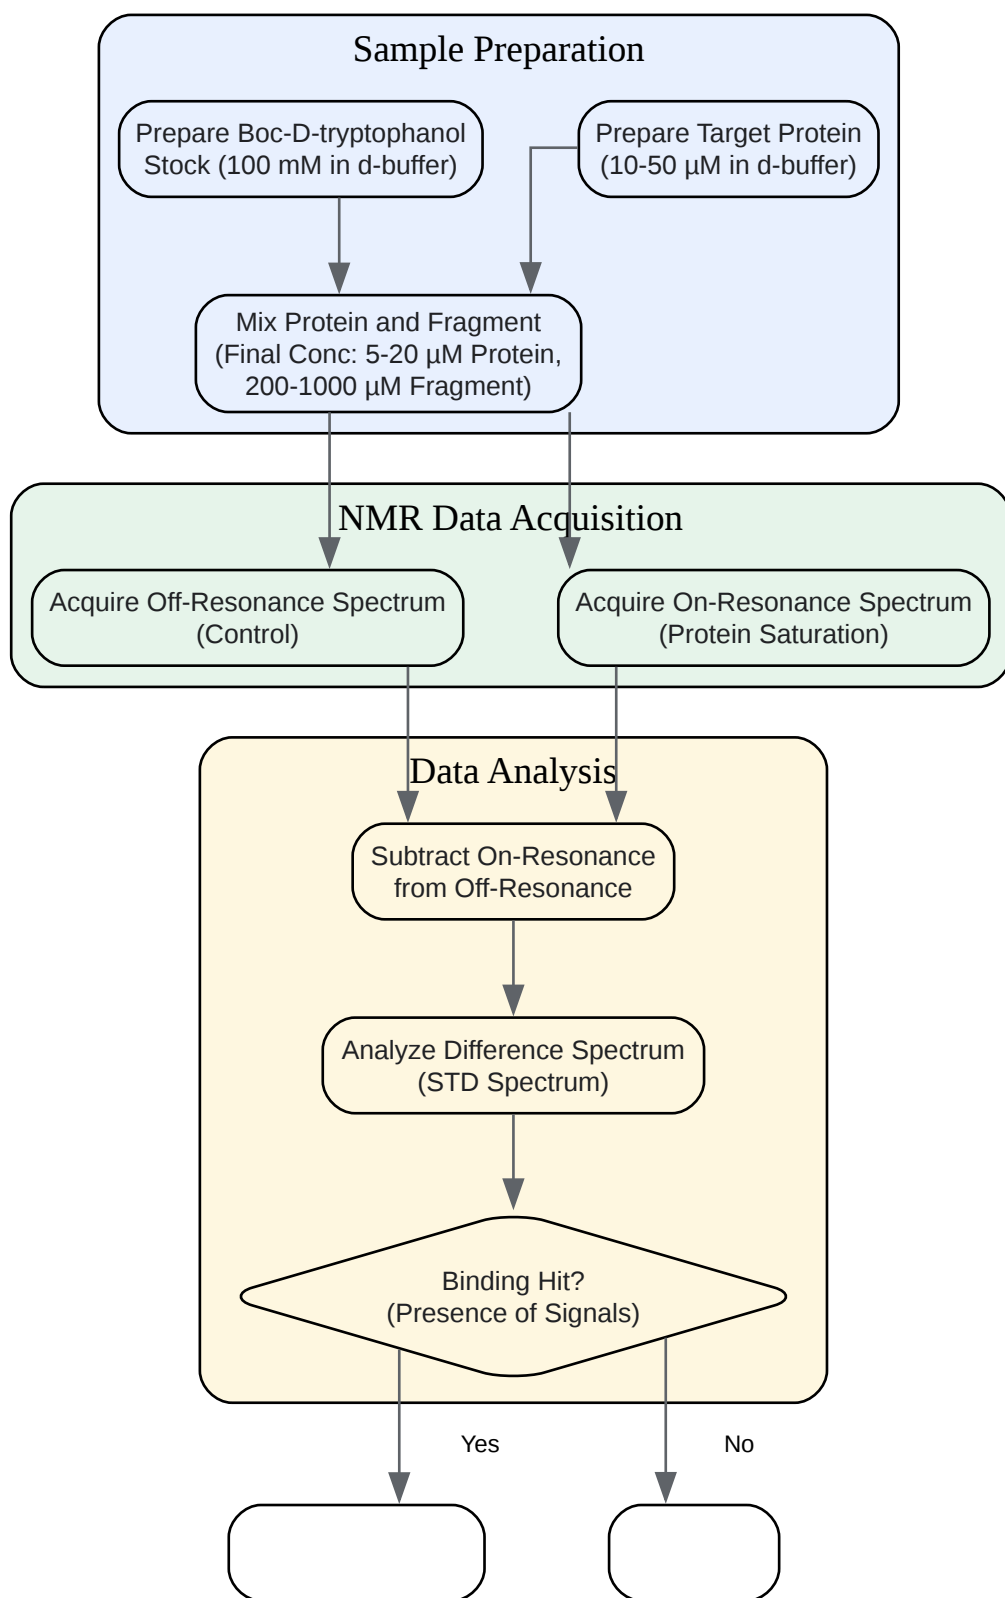 Sample Preparation
Prepare Boc-D-tryptophanol
Stock (100 mM in d-buffer)
Prepare Target Protein
(10-50 µM in d-buffer)
Mix Protein and Fragment
(Final Conc: 5-20 µM Protein,
200-1000 µM Fragment)
NMR Data Acquisition
Acquire Off-Resonance Spectrum
(Control)
Acquire On-Resonance Spectrum
(Protein Saturation)
Data Analysis
Subtract On-Resonance
from Off-Resonance
Analyze Difference Spectrum
(STD Spectrum)
Binding Hit?
(Presence of Signals)
Yes
No